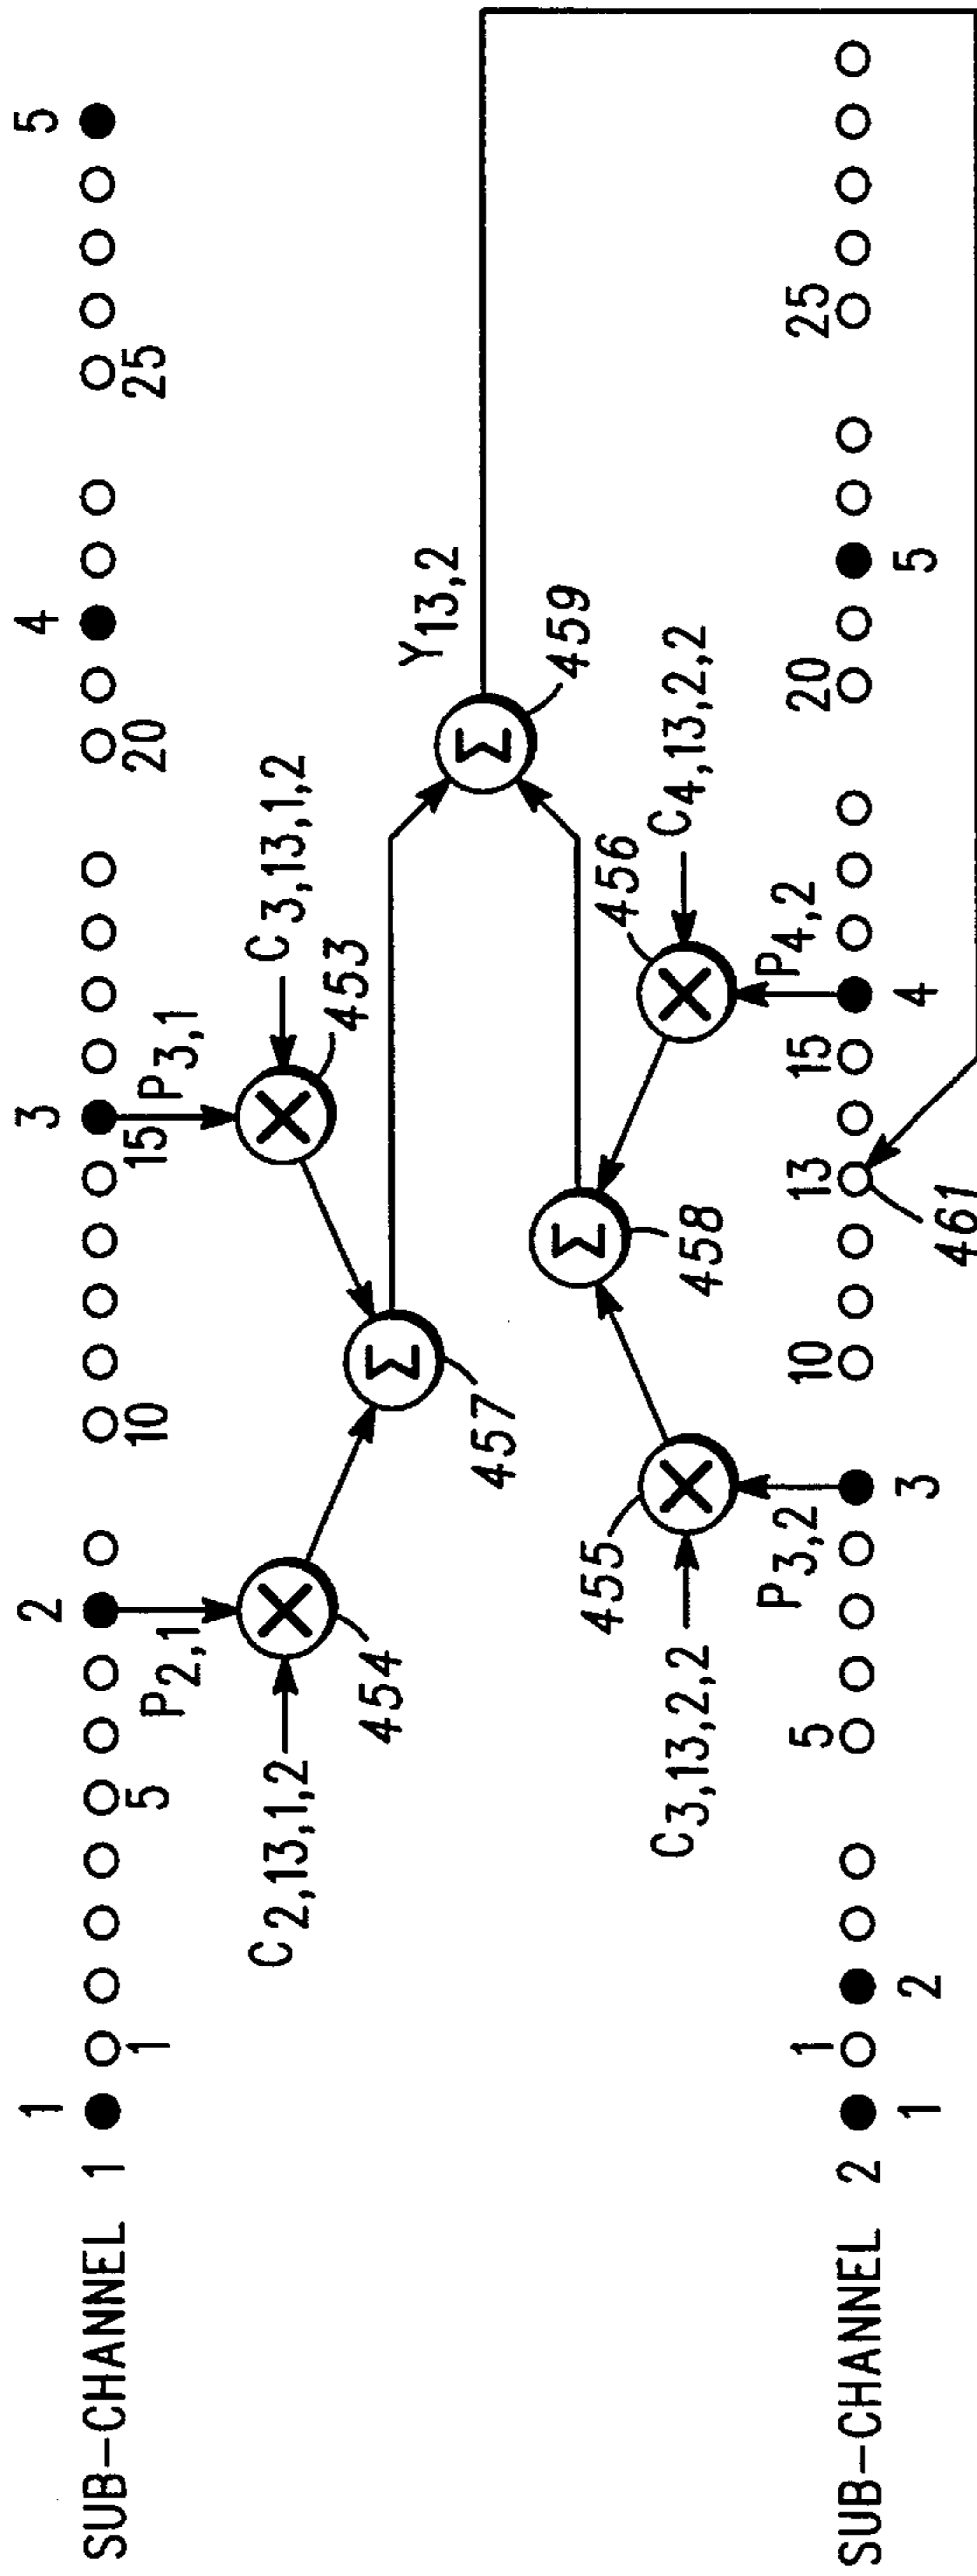 1 2 3 4 5
SUB-CHANNEL 1
1 5 10 15 20 25
P2,1
P3,1
C2,13,1,2
454
C3,13,1,2
453
457
Y13,2
459
458
C3,13,2,2
455
456
C4,13,2,2
P3,2
P4,2
1 5 10 13 15 20 25
SUB-CHANNEL 2
1 2 3 4 5
461